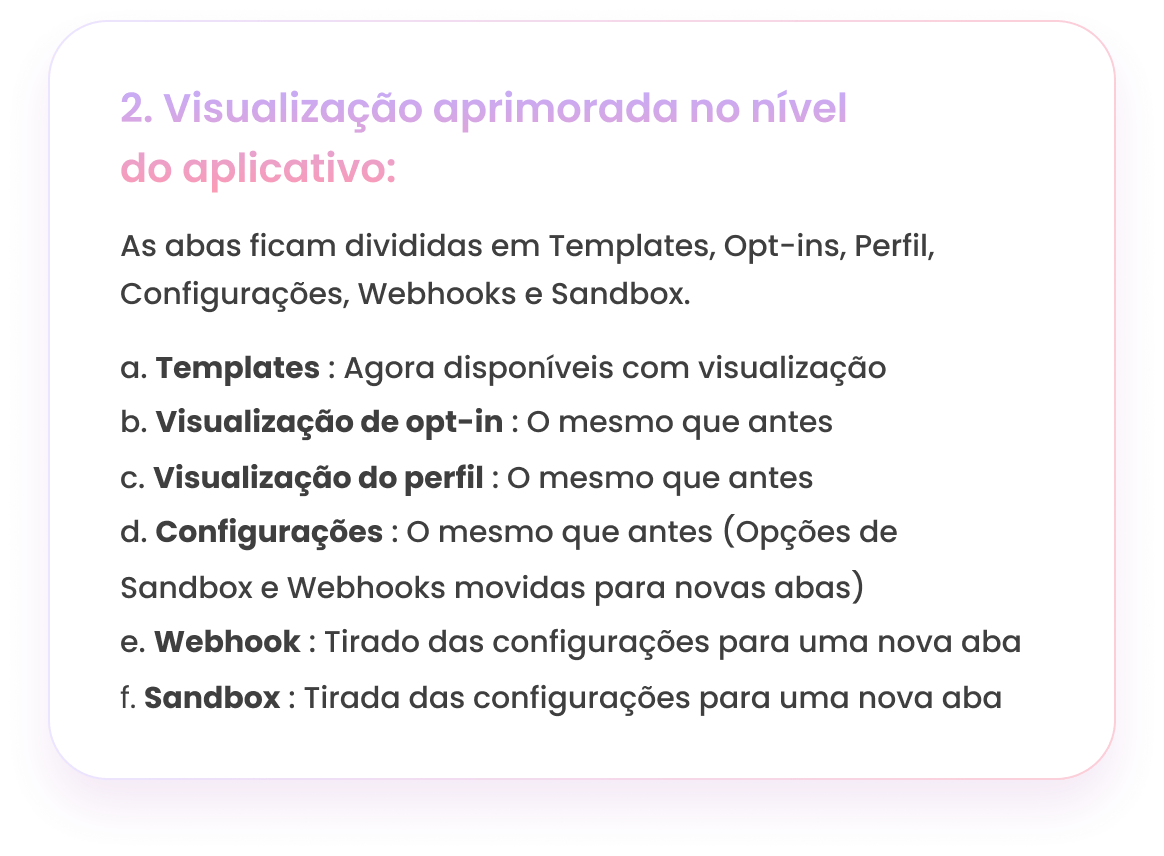 2. Visualização aprimorada no nível
do aplicativo:
As abas ficam divididas em Templates, Opt-ins, Perfil,
Configurações, Webhooks e Sandbox.
a. Templates : Agora disponíveis com visualização
b. Visualização de opt-in : O mesmo que antes
c. Visualização do perfil : O mesmo que antes
d. Configurações : O mesmo que antes (Opções de
Sandbox e Webhooks movidas para novas abas)
e. Webhook : Tirado das configurações para uma nova aba
f. Sandbox : Tirada das configurações para uma nova aba